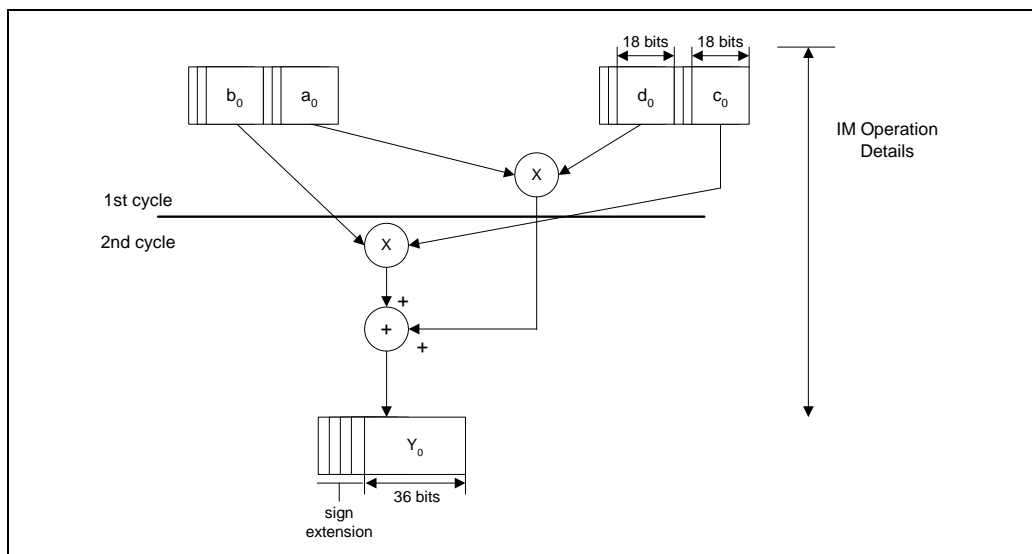 18 bits 18 bits
b0 a0 d0 c0
IM Operation
Details
X
1st cycle
2nd cycle
X
+
+
+
Y0
36 bits
sign
extension